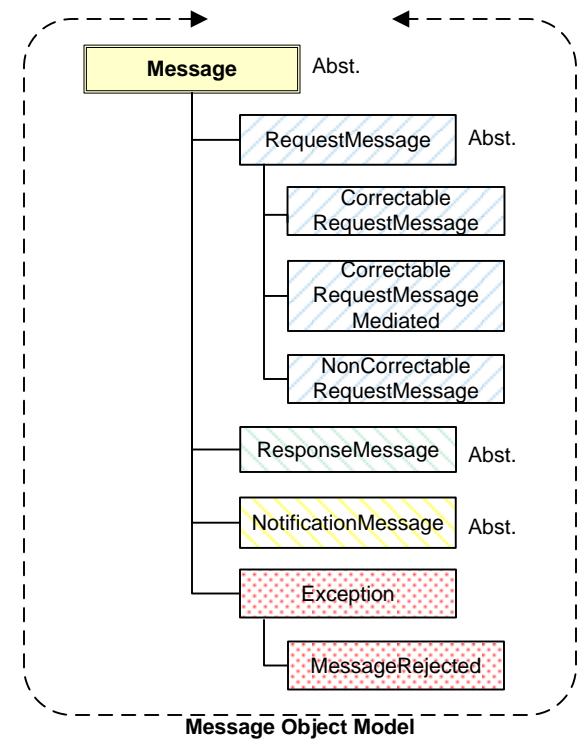 Message
Abst.
RequestMessage
Abst.
Correctable
RequestMessage
Correctable
RequestMessage
Mediated
NonCorrectable
RequestMessage
ResponseMessage
Abst.
NotificationMessage
Abst.
Exception
MessageRejected
Message Object Model